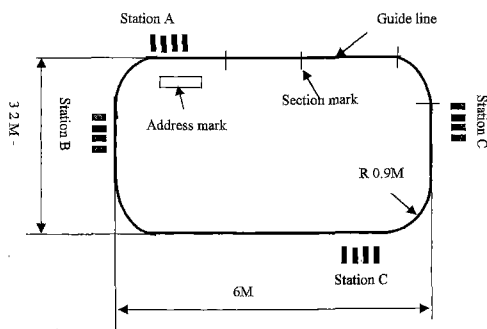 Station A
Guide line
Section mark
Address mark
Station B
Station C
3 2 M -
R 0.9M
Station C
6M